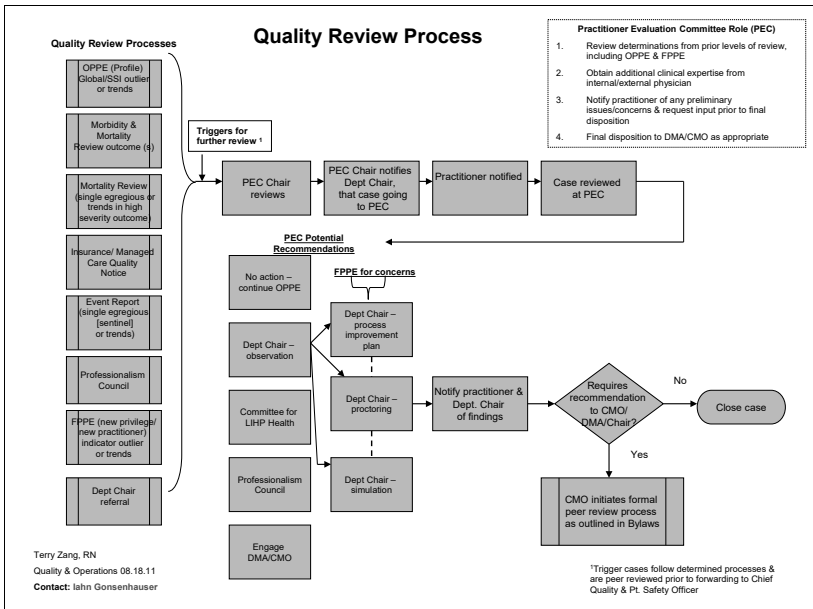 Quality Review Process
Quality Review Processes
OPPE (Profile)
Global/SSI outlier
or trends
Morbidity &
Mortality
Review outcome (s)
Mortality Review
(single egregious or
trends in high
severity outcome)
Insurance/ Managed
Care Quality
Notice
Event Report
(single egregious
[sentinel]
or trends)
Professionalism
Council
FPPE (new privilege/
new practitioner)
indicator outlier
or trends
Dept Chair
referral
Triggers for
further review ¹
Practitioner Evaluation Committee Role (PEC)
1. Review determinations from prior levels of review,
including OPPE & FPPE
2. Obtain additional clinical expertise from
internal/external physician
3. Notify practitioner of any preliminary
issues/concerns & request input prior to final
disposition
4. Final disposition to DMA/CMO as appropriate
PEC Chair
reviews
PEC Chair notifies
Dept Chair,
that case going
to PEC
Practitioner notified
Case reviewed
at PEC
PEC Potential
Recommendations
No action –
continue OPPE
Dept Chair –
observation
Committee for
LIHP Health
Professionalism
Council
Engage
DMA/CMO
FPPE for concerns
Dept Chair –
process
improvement
plan
Dept Chair –
proctoring
Dept Chair –
simulation
Notify practitioner &
Dept. Chair
of findings
Requires
recommendation
to CMO/
DMA/Chair?
No
Close case
Yes
CMO initiates formal
peer review process
as outlined in Bylaws
Terry Zang, RN
Quality & Operations 08.18.11
Contact: Iahn Gonsenhauser
¹Trigger cases follow determined processes &
are peer reviewed prior to forwarding to Chief
Quality & Pt. Safety Officer